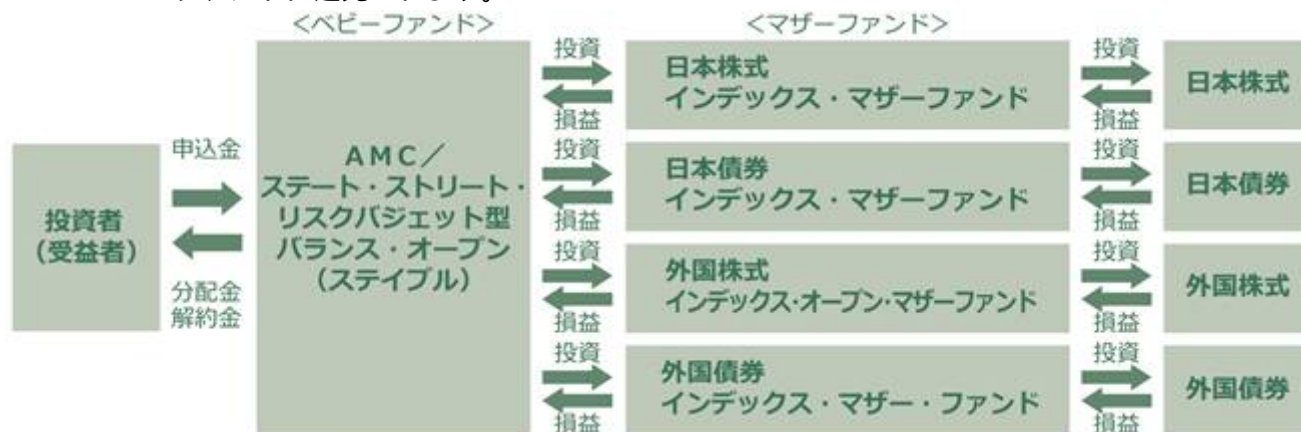 ＜ベビーファンド＞
＜マザーファンド＞
投資者
（受益者）
申込金
分配金
解約金
ＡＭＣ／
ステート・ストリート・
リスクバジェット型
バランス・オープン
（ステイブル）
投資
損益
日本株式
インデックス・マザーファンド
投資
損益
日本株式
投資
損益
日本債券
インデックス・マザーファンド
投資
損益
日本債券
投資
損益
外国株式
インデックス・オープン・マザーファンド
投資
損益
外国株式
投資
損益
外国債券
インデックス・マザー・ファンド
投資
損益
外国債券